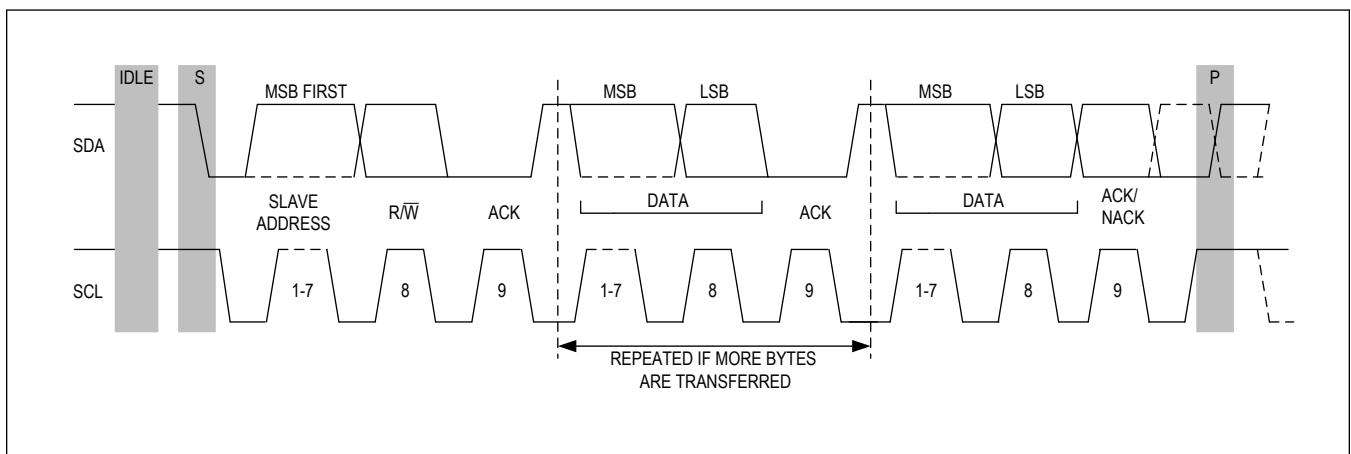 IDLE
S
P
MSB FIRST
MSB
LSB
MSB
LSB
SDA
SLAVE
ADDRESS
R/W̅
ACK
DATA
ACK
DATA
ACK/
NACK
SCL
1-7
8
9
1-7
8
9
1-7
8
9
REPEATED IF MORE BYTES
ARE TRANSFERRED